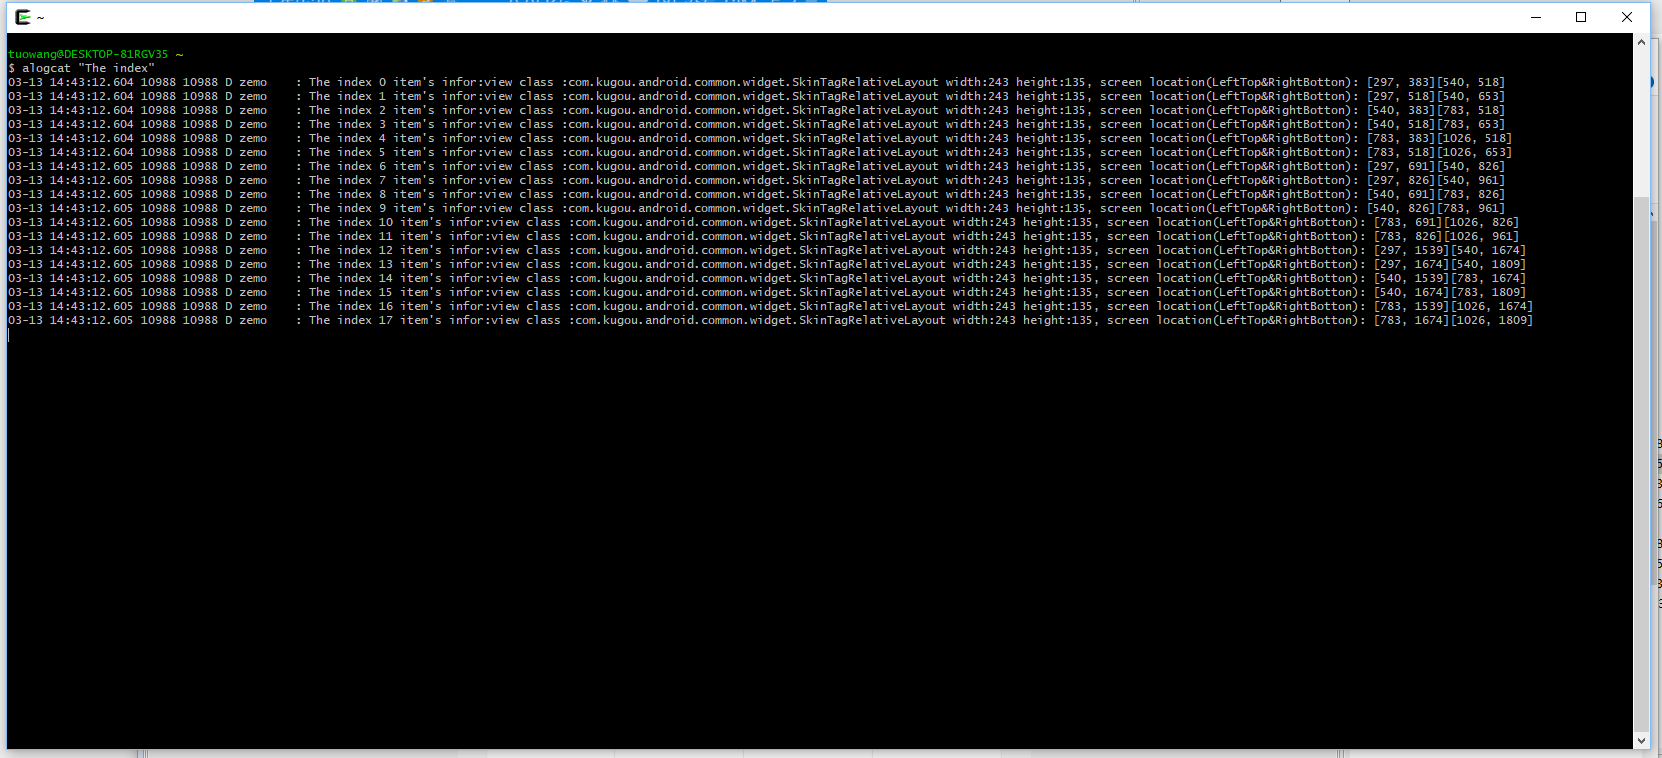 ~
tuowang@DESKTOP-81RGV35 ~
$ alogcat "The index"
03-13 14:43:12.604 10988 10988 D zemo    : The index 0 item's infor:view class :com.kugou.android.common.widget.SkinTagRelativeLayout width:243 height:135, screen location(LeftTop&RightBotton): [297, 383][540, 518]
03-13 14:43:12.604 10988 10988 D zemo    : The index 1 item's infor:view class :com.kugou.android.common.widget.SkinTagRelativeLayout width:243 height:135, screen location(LeftTop&RightBotton): [297, 518][540, 653]
03-13 14:43:12.604 10988 10988 D zemo    : The index 2 item's infor:view class :com.kugou.android.common.widget.SkinTagRelativeLayout width:243 height:135, screen location(LeftTop&RightBotton): [540, 383][783, 518]
03-13 14:43:12.604 10988 10988 D zemo    : The index 3 item's infor:view class :com.kugou.android.common.widget.SkinTagRelativeLayout width:243 height:135, screen location(LeftTop&RightBotton): [540, 518][783, 653]
03-13 14:43:12.604 10988 10988 D zemo    : The index 4 item's infor:view class :com.kugou.android.common.widget.SkinTagRelativeLayout width:243 height:135, screen location(LeftTop&RightBotton): [783, 383][1026, 518]
03-13 14:43:12.604 10988 10988 D zemo    : The index 5 item's infor:view class :com.kugou.android.common.widget.SkinTagRelativeLayout width:243 height:135, screen location(LeftTop&RightBotton): [783, 518][1026, 653]
03-13 14:43:12.605 10988 10988 D zemo    : The index 6 item's infor:view class :com.kugou.android.common.widget.SkinTagRelativeLayout width:243 height:135, screen location(LeftTop&RightBotton): [297, 691][540, 826]
03-13 14:43:12.605 10988 10988 D zemo    : The index 7 item's infor:view class :com.kugou.android.common.widget.SkinTagRelativeLayout width:243 height:135, screen location(LeftTop&RightBotton): [297, 826][540, 961]
03-13 14:43:12.605 10988 10988 D zemo    : The index 8 item's infor:view class :com.kugou.android.common.widget.SkinTagRelativeLayout width:243 height:135, screen location(LeftTop&RightBotton): [540, 691][783, 826]
03-13 14:43:12.605 10988 10988 D zemo    : The index 9 item's infor:view class :com.kugou.android.common.widget.SkinTagRelativeLayout width:243 height:135, screen location(LeftTop&RightBotton): [540, 826][783, 961]
03-13 14:43:12.605 10988 10988 D zemo    : The index 10 item's infor:view class :com.kugou.android.common.widget.SkinTagRelativeLayout width:243 height:135, screen location(LeftTop&RightBotton): [783, 691][1026, 826]
03-13 14:43:12.605 10988 10988 D zemo    : The index 11 item's infor:view class :com.kugou.android.common.widget.SkinTagRelativeLayout width:243 height:135, screen location(LeftTop&RightBotton): [783, 826][1026, 961]
03-13 14:43:12.605 10988 10988 D zemo    : The index 12 item's infor:view class :com.kugou.android.common.widget.SkinTagRelativeLayout width:243 height:135, screen location(LeftTop&RightBotton): [297, 1539][540, 1674]
03-13 14:43:12.605 10988 10988 D zemo    : The index 13 item's infor:view class :com.kugou.android.common.widget.SkinTagRelativeLayout width:243 height:135, screen location(LeftTop&RightBotton): [297, 1674][540, 1809]
03-13 14:43:12.605 10988 10988 D zemo    : The index 14 item's infor:view class :com.kugou.android.common.widget.SkinTagRelativeLayout width:243 height:135, screen location(LeftTop&RightBotton): [540, 1539][783, 1674]
03-13 14:43:12.605 10988 10988 D zemo    : The index 15 item's infor:view class :com.kugou.android.common.widget.SkinTagRelativeLayout width:243 height:135, screen location(LeftTop&RightBotton): [540, 1674][783, 1809]
03-13 14:43:12.605 10988 10988 D zemo    : The index 16 item's infor:view class :com.kugou.android.common.widget.SkinTagRelativeLayout width:243 height:135, screen location(LeftTop&RightBotton): [783, 1539][1026, 1674]
03-13 14:43:12.605 10988 10988 D zemo    : The index 17 item's infor:view class :com.kugou.android.common.widget.SkinTagRelativeLayout width:243 height:135, screen location(LeftTop&RightBotton): [783, 1674][1026, 1809]